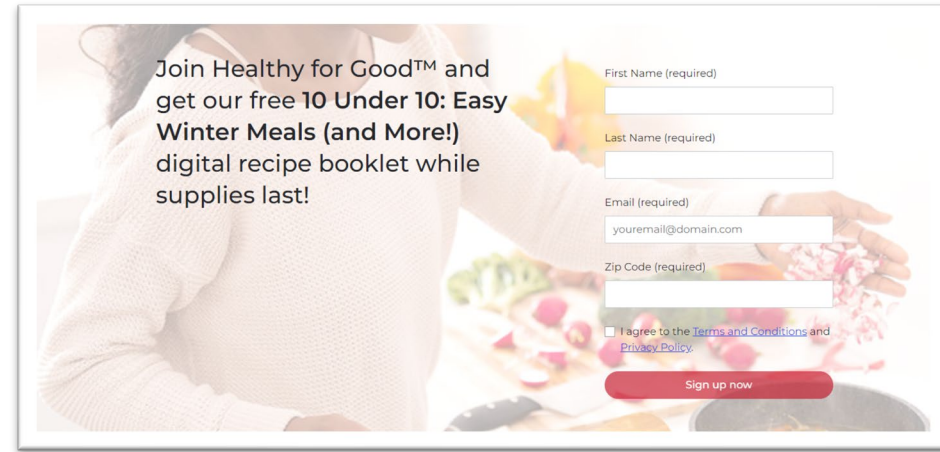 Join Healthy for Good™ and
get our free 10 Under 10: Easy
Winter Meals (and More!)
digital recipe booklet while
supplies last!
First Name (required)
Last Name (required)
Email (required)
youremail@domain.com
Zip Code (required)
I agree to the Terms and Conditions and
Privacy Policy.
Sign up now